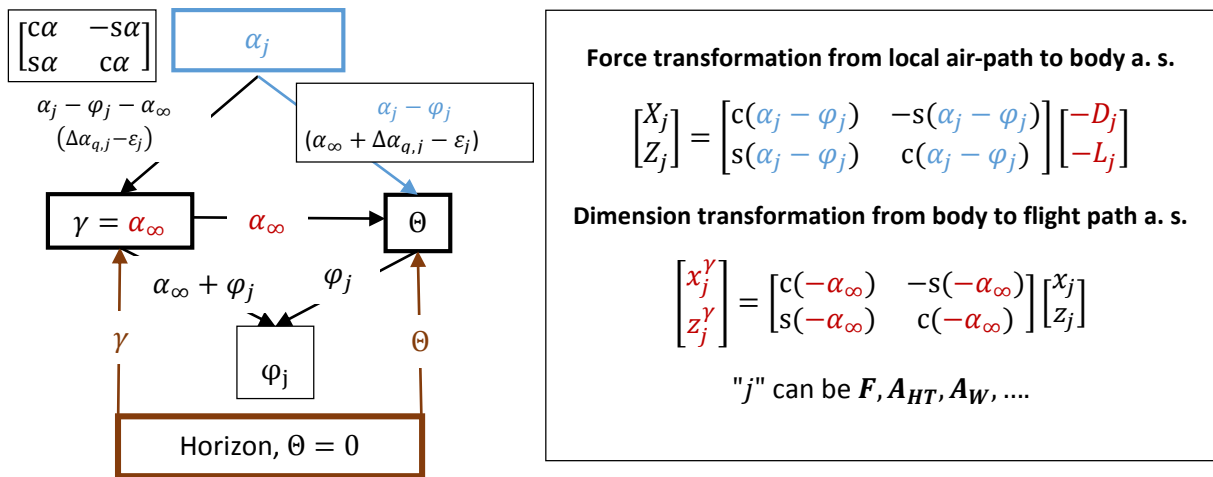 [cα −sα]
[sα cα]
α_j
α_j − φ_j − α_∞
(Δα_{q,j} − ε_j)
α_j − φ_j
(α_∞ + Δα_{q,j} − ε_j)
γ = α_∞
α_∞
Θ
α_∞ + φ_j
φ_j
γ
Θ
φ_j
Horizon, Θ = 0
Force transformation from local air-path to body a. s.
[X_j] = [c(α_j − φ_j) −s(α_j − φ_j)] [−D_j]
[Z_j] [s(α_j − φ_j) c(α_j − φ_j)] [−L_j]
Dimension transformation from body to flight path a. s.
[x_j^γ] = [c(−α_∞) −s(−α_∞)] [x_j]
[z_j^γ] [s(−α_∞) c(−α_∞)] [z_j]
"j" can be F, A_HT, A_W, ....